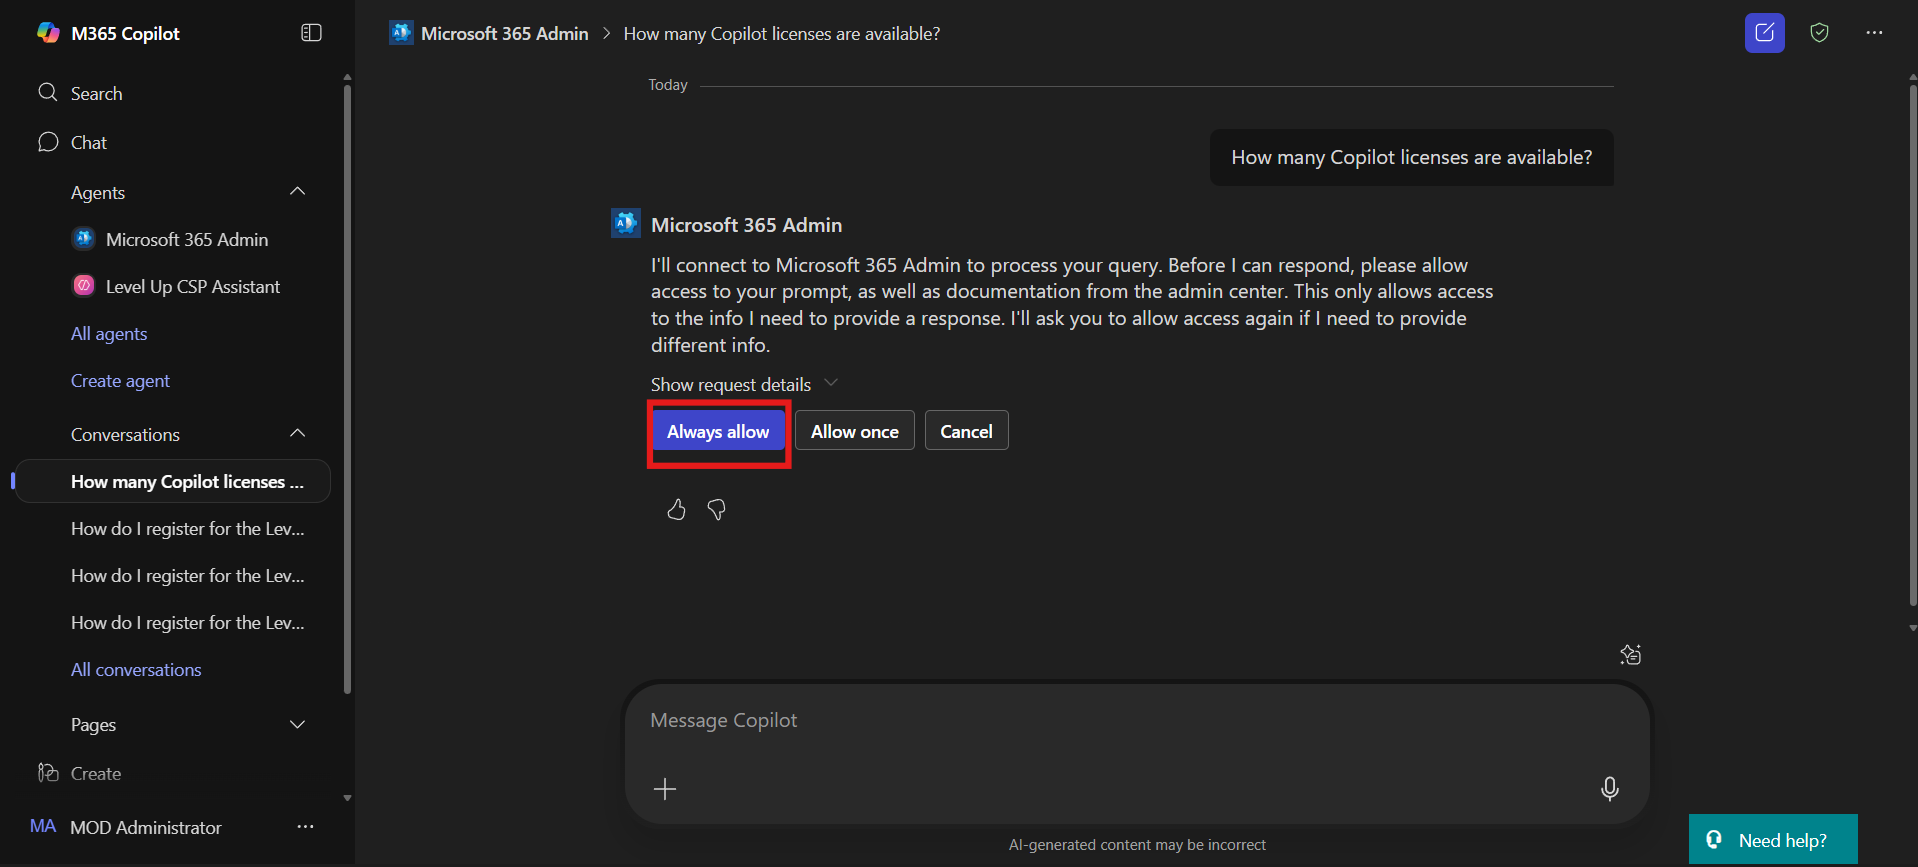 M365 Copilot
Search
Chat
Agents
Microsoft 365 Admin
Level Up CSP Assistant
All agents
Create agent
Conversations
How many Copilot licenses ...
How do I register for the Lev...
How do I register for the Lev...
How do I register for the Lev...
All conversations
Pages
Create
MA MOD Administrator
Microsoft 365 Admin > How many Copilot licenses are available?
Today
How many Copilot licenses are available?
Microsoft 365 Admin
I'll connect to Microsoft 365 Admin to process your query. Before I can respond, please allow
access to your prompt, as well as documentation from the admin center. This only allows access
to the info I need to provide a response. I'll ask you to allow access again if I need to provide
different info.
Show request details
Always allow Allow once Cancel
Message Copilot
AI-generated content may be incorrect
Need help?